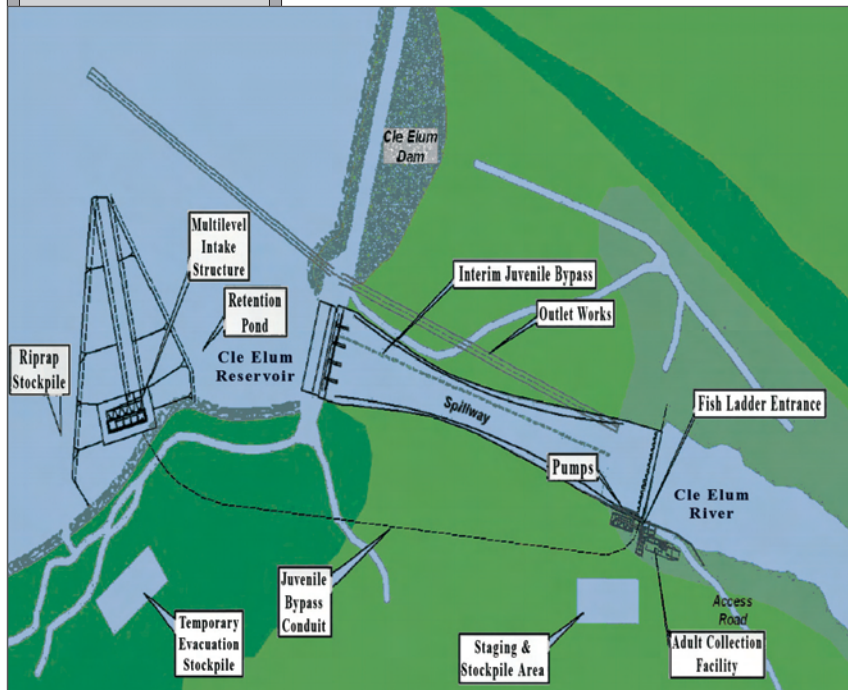 Cle Elum
Dam
Multilevel
Intake
Structure
Interim Juvenile Bypass
Retention
Pond
Outlet Works
Riprap
Stockpile
Cle Elum
Reservoir
Fish Ladder Entrance
Spillway
Pumps
Cle Elum
River
Juvenile
Bypass
Conduit
Temporary
Evacuation
Stockpile
Staging &
Stockpile Area
Access
Road
Adult Collection
Facility